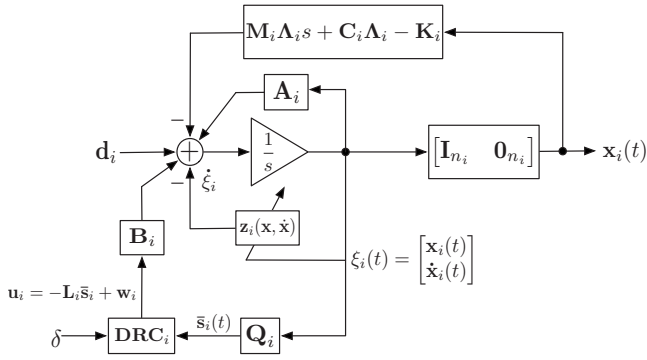 M_iΛ_i s + C_iΛ_i − K_i
A_i
−
d_i
+
1/s
[I_{n_i} 0_{n_i}]
x_i(t)
−
ξ̇_i
z_i(x, ẋ)
B_i
ξ_i(t) = [x_i(t)
ẋ_i(t)]
u_i = −L_i s̄_i + w_i
s̄_i(t)
δ
DRC_i
Q_i